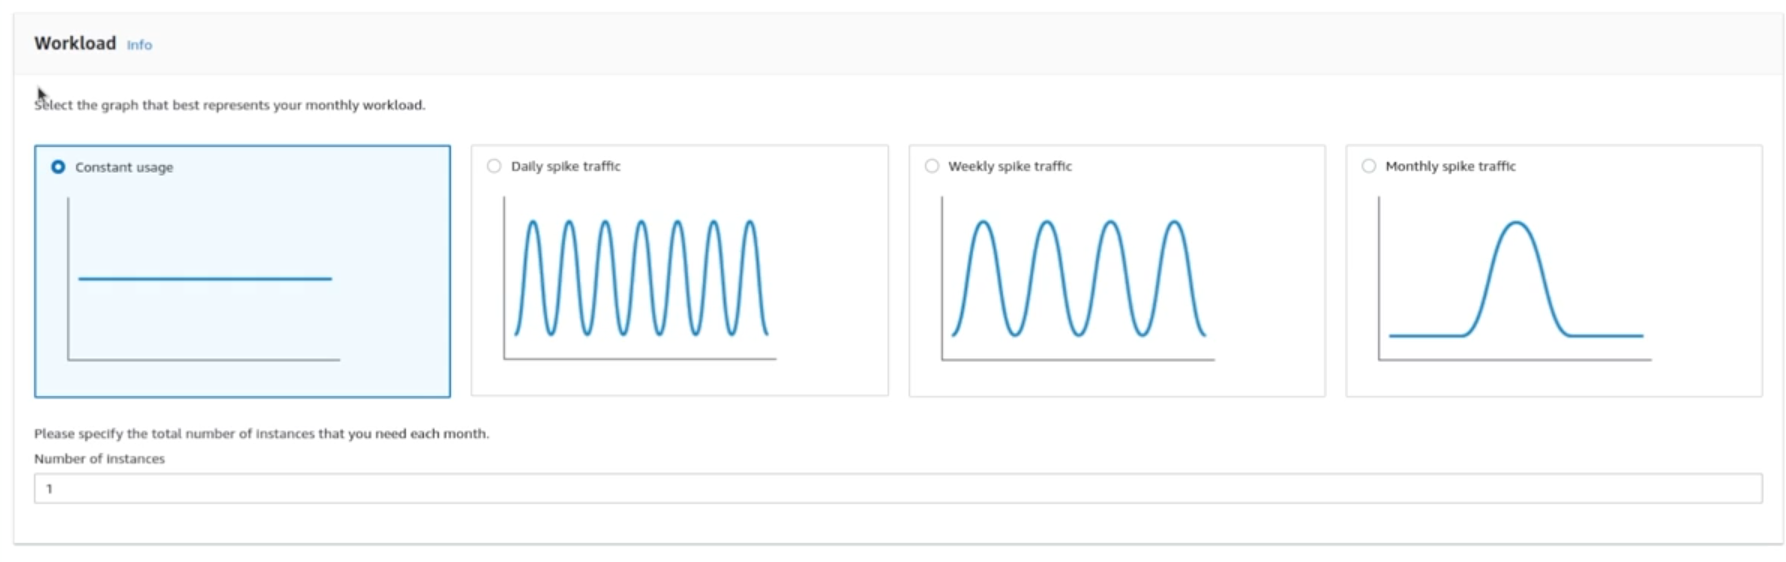 Workload Info
Select the graph that best represents your monthly workload.
Constant usage
Daily spike traffic
Weekly spike traffic
Monthly spike traffic
Please specify the total number of instances that you need each month.
Number of instances
1